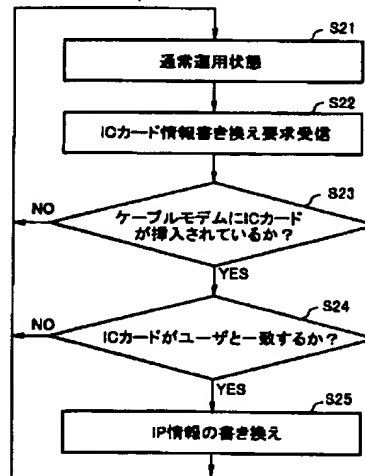 S21
通常運用状態
S22
ICカード情報書き換え要求受信
S23
ケーブルモデムにICカード
が挿入されているか？
NO
YES
S24
ICカードがユーザと一致するか？
NO
YES
S25
IP情報の書き換え